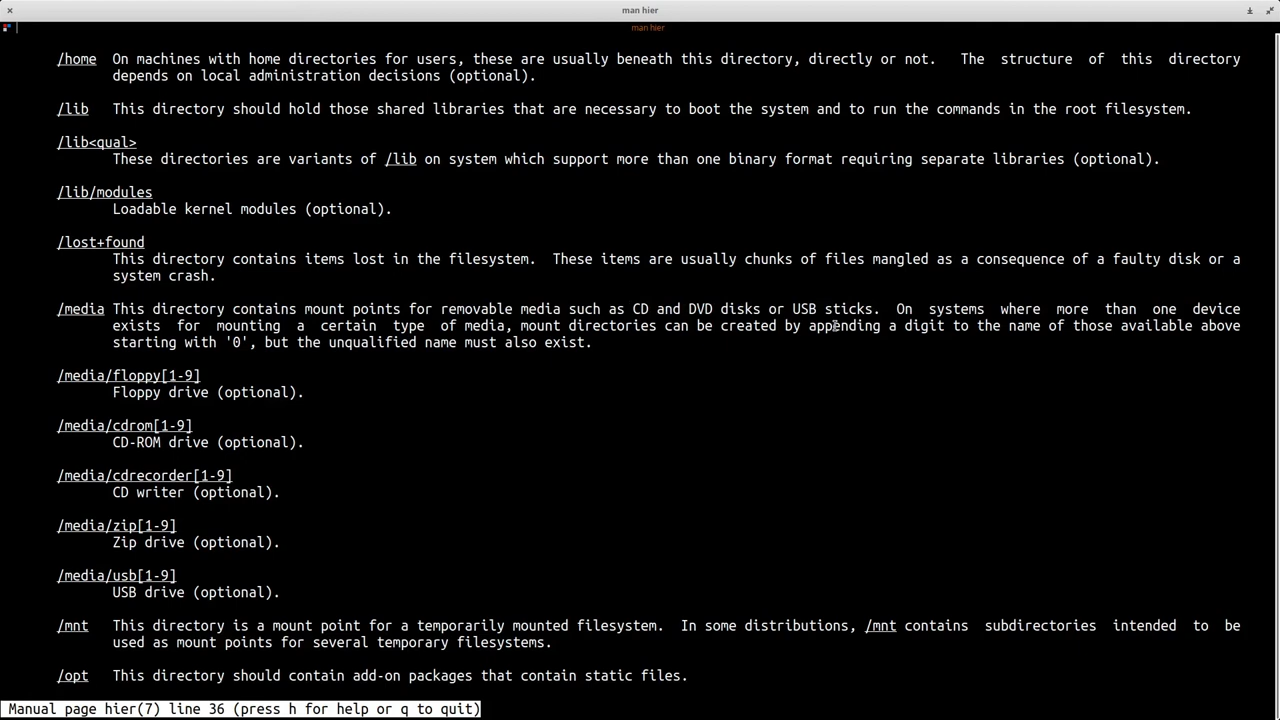 man hier
man hier
/home On machines with home directories for users, these are usually beneath this directory, directly or not. The structure of this directory
depends on local administration decisions (optional).
/lib This directory should hold those shared libraries that are necessary to boot the system and to run the commands in the root filesystem.
/lib<qual>
These directories are variants of /lib on system which support more than one binary format requiring separate libraries (optional).
/lib/modules
Loadable kernel modules (optional).
/lost+found
This directory contains items lost in the filesystem. These items are usually chunks of files mangled as a consequence of a faulty disk or a
system crash.
/media This directory contains mount points for removable media such as CD and DVD disks or USB sticks. On systems where more than one device
exists for mounting a certain type of media, mount directories can be created by appending a digit to the name of those available above
starting with '0', but the unqualified name must also exist.
/media/floppy[1-9]
Floppy drive (optional).
/media/cdrom[1-9]
CD-ROM drive (optional).
/media/cdrecorder[1-9]
CD writer (optional).
/media/zip[1-9]
Zip drive (optional).
/media/usb[1-9]
USB drive (optional).
/mnt This directory is a mount point for a temporarily mounted filesystem. In some distributions, /mnt contains subdirectories intended to be
used as mount points for several temporary filesystems.
/opt This directory should contain add-on packages that contain static files.
Manual page hier(7) line 36 (press h for help or q to quit)